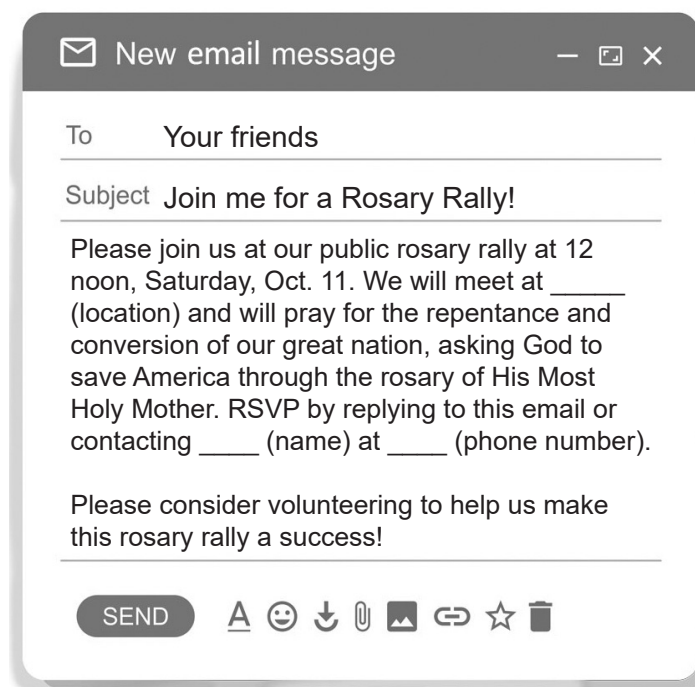 New email message
To Your friends
Subject Join me for a Rosary Rally!
Please join us at our public rosary rally at 12
noon, Saturday, Oct. 11. We will meet at _____
(location) and will pray for the repentance and
conversion of our great nation, asking God to
save America through the rosary of His Most
Holy Mother. RSVP by replying to this email or
contacting ____ (name) at ____ (phone number).
Please consider volunteering to help us make
this rosary rally a success!
SEND A